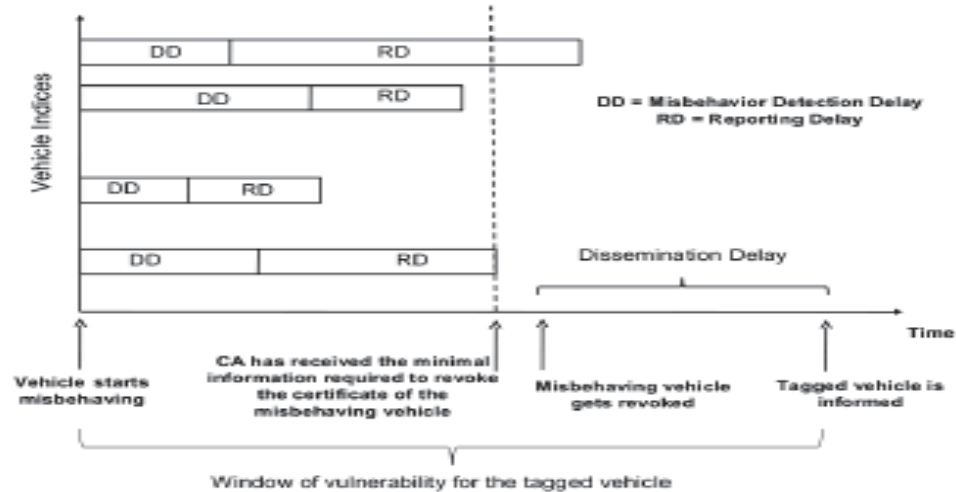 Vehicle Indices
DD RD
DD RD
DD = Misbehavior Detection Delay
RD = Reporting Delay
DD RD
DD RD
Dissemination Delay
Time
Vehicle starts
misbehaving
CA has received the minimal
information required to revoke
the certificate of the
misbehaving vehicle
Misbehaving vehicle
gets revoked
Tagged vehicle is
informed
Window of vulnerability for the tagged vehicle